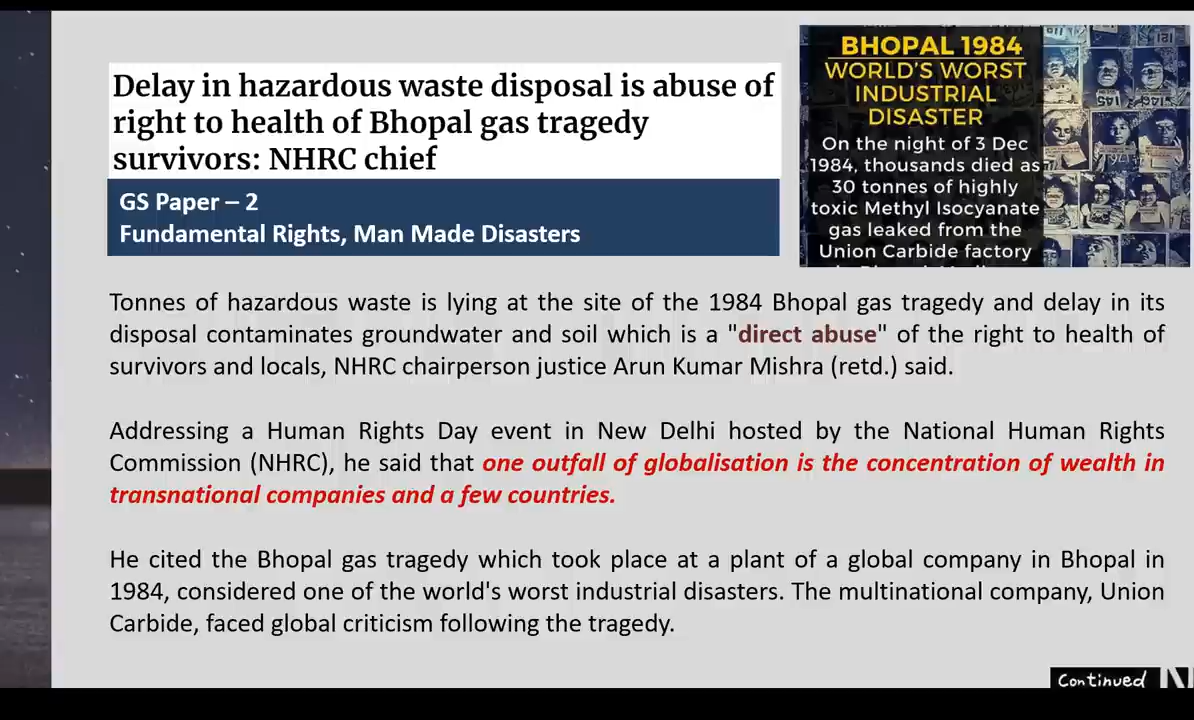 Delay in hazardous waste disposal is abuse of
right to health of Bhopal gas tragedy
survivors: NHRC chief
GS Paper – 2
Fundamental Rights, Man Made Disasters
BHOPAL 1984
WORLD'S WORST
INDUSTRIAL
DISASTER
On the night of 3 Dec
1984, thousands died as
30 tonnes of highly
toxic Methyl Isocyanate
gas leaked from the
Union Carbide factory
Tonnes of hazardous waste is lying at the site of the 1984 Bhopal gas tragedy and delay in its
disposal contaminates groundwater and soil which is a "direct abuse" of the right to health of
survivors and locals, NHRC chairperson justice Arun Kumar Mishra (retd.) said.
Addressing a Human Rights Day event in New Delhi hosted by the National Human Rights
Commission (NHRC), he said that one outfall of globalisation is the concentration of wealth in
transnational companies and a few countries.
He cited the Bhopal gas tragedy which took place at a plant of a global company in Bhopal in
1984, considered one of the world's worst industrial disasters. The multinational company, Union
Carbide, faced global criticism following the tragedy.
Continued